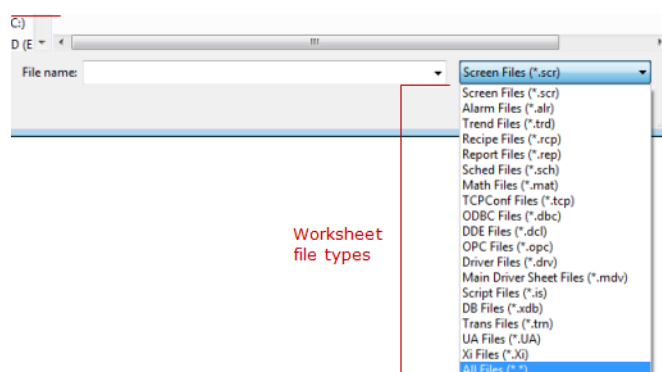 C:)
D (E
File name:
Screen Files (*.scr)
Screen Files (*.scr)
Alarm Files (*.alr)
Trend Files (*.trd)
Recipe Files (*.rcp)
Report Files (*.rep)
Sched Files (*.sch)
Math Files (*.mat)
TCPConf Files (*.tcp)
ODBC Files (*.dbc)
DDE Files (*.dcl)
OPC Files (*.opc)
Driver Files (*.drv)
Main Driver Sheet Files (*.mdv)
Script Files (*.is)
DB Files (*.xdb)
Trans Files (*.trn)
UA Files (*.UA)
Xi Files (*.Xi)
All Files (*.*)
Worksheet
file types